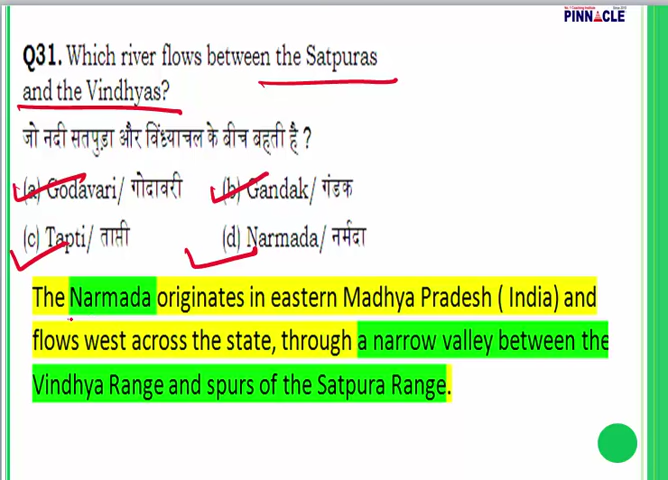 PINNACLE
Q31. Which river flows between the Satpuras
and the Vindhyas?
जो नदी सतपुड़ा और विंध्याचल के बीच बहती है ?
(a) Godavari/ गोदावरी (b) Gandak/ गंडक
(c) Tapti/ ताप्ती (d) Narmada/ नर्मदा
The Narmada originates in eastern Madhya Pradesh ( India) and
flows west across the state, through a narrow valley between the
Vindhya Range and spurs of the Satpura Range.